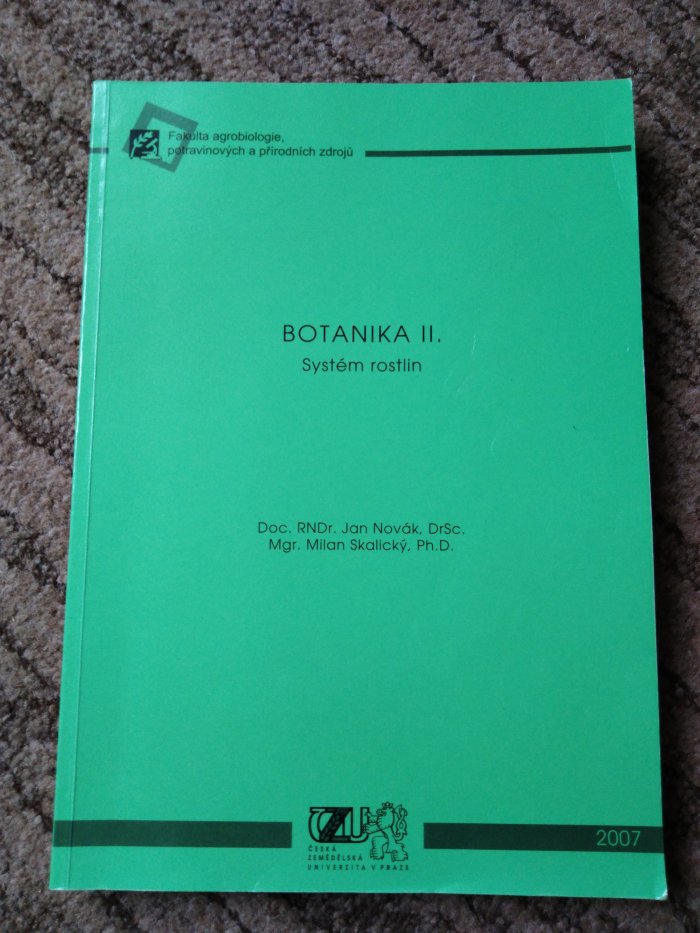 Fakulta agrobiologie,
potravinových a přírodních zdrojů
BOTANIKA II.
Systém rostlin
Doc. RNDr. Jan Novák, DrSc.
Mgr. Milan Skalický, Ph.D.
ČZU
ČESKÁ
ZEMĚDĚLSKÁ
UNIVERZITA V PRAZE
2007